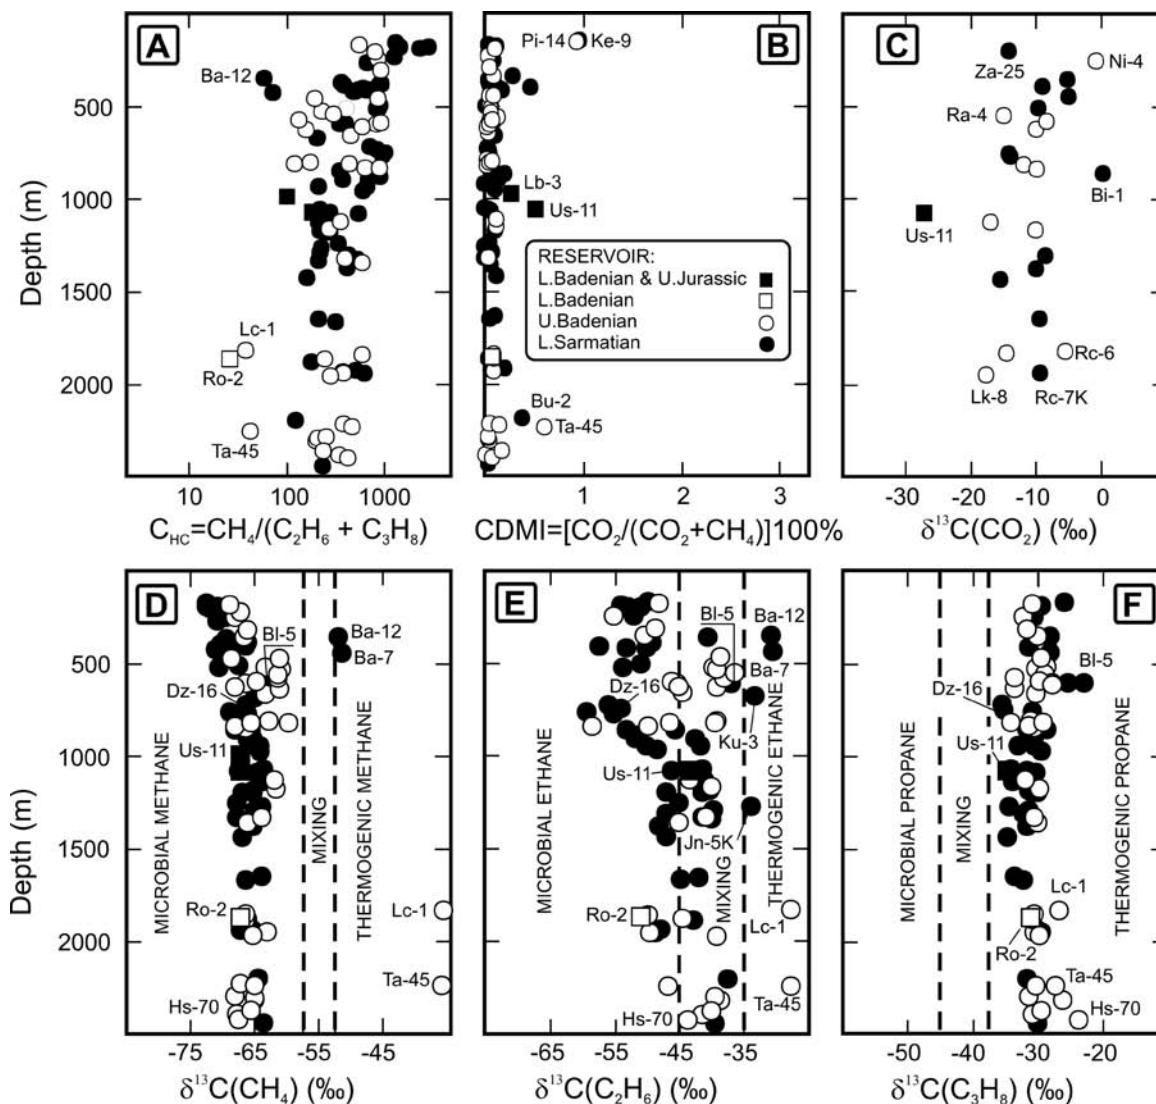 A
B
C
Ba-12
Pi-14
Ke-9
Za-25
Ni-4
Ra-4
Lb-3
Us-11
Bi-1
Us-11
RESERVOIR:
L.Badenian & U.Jurassic
L.Badenian
U.Badenian
L.Sarmatian
Lc-1
Ro-2
Ta-45
Bu-2
Ta-45
Rc-6
Lk-8
Rc-7K
Depth (m)
500
1000
1500
2000
10 100 1000
0 1 2 3
-30 -20 -10 0
C_HC=CH₄/(C₂H₆ + C₃H₈)
CDMI=[CO₂/(CO₂+CH₄)]100%
δ¹³C(CO₂) (‰)
D
E
F
Bl-5
Ba-12
Ba-7
Dz-16
Us-11
Ro-2
Lc-1
Ta-45
Hs-70
MICROBIAL METHANE
MIXING
THERMOGENIC METHANE
Bl-5
Ba-12
Ba-7
Dz-16
Ku-3
Us-11
Jn-5K
Ro-2
Lc-1
Ta-45
Hs-70
MICROBIAL ETHANE
MIXING
THERMOGENIC ETHANE
Bl-5
Dz-16
Us-11
Lc-1
Ro-2
Ta-45
Hs-70
MICROBIAL PROPANE
MIXING
THERMOGENIC PROPANE
Depth (m)
500
1000
1500
2000
-75 -65 -55 -45
-65 -55 -45 -35
-50 -40 -30 -20
δ¹³C(CH₄) (‰)
δ¹³C(C₂H₆) (‰)
δ¹³C(C₃H₈) (‰)